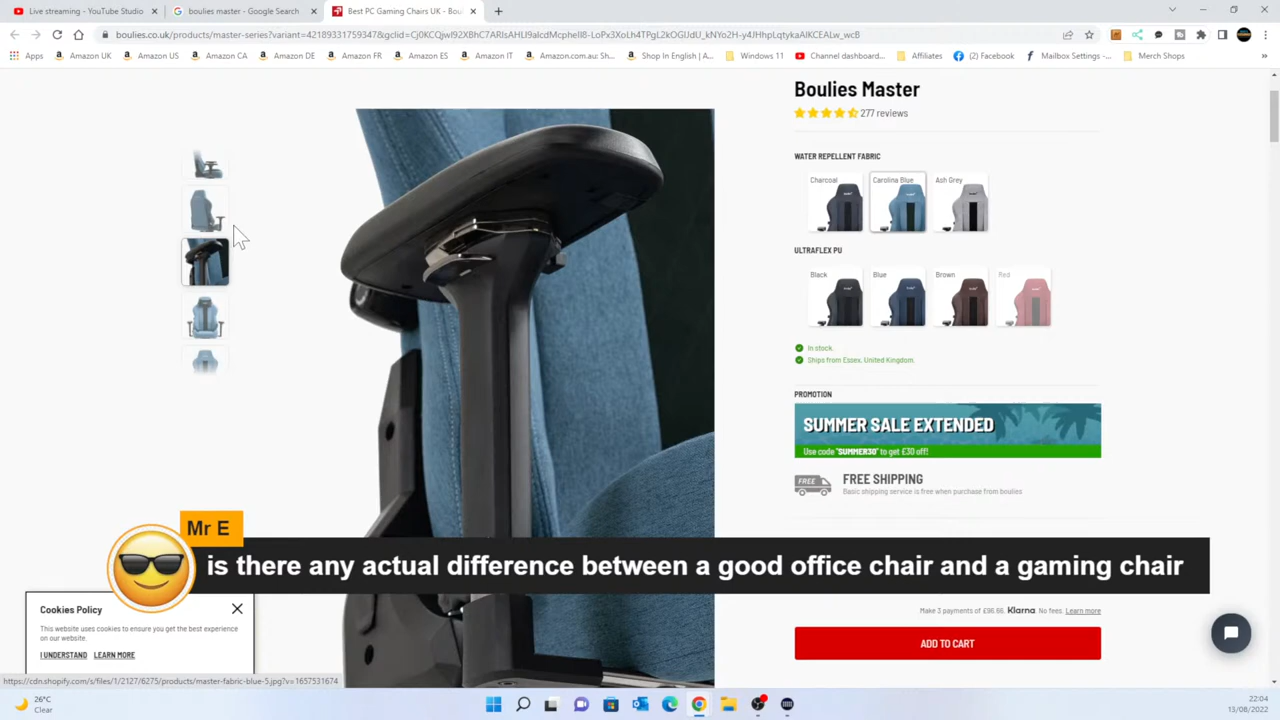 Live streaming - YouTube Studio
boulies master - Google Search
Best PC Gaming Chairs UK - Bou
boulies.co.uk/products/master-series?variant=42189331759347&gclid=Cj0KCQjwl92XBhC7ARIsAHLl9alcdMcphell8-LoPx3XoLh4TPgL2kOGlJdU_kNYo2H-y4JHhpLqtykaAlKCEALw_wcB
Apps
Amazon UK
Amazon US
Amazon CA
Amazon DE
Amazon FR
Amazon ES
Amazon IT
Amazon.com.au: Sh...
Shop In English | A...
Windows 11
Channel dashboard...
Affiliates
(2) Facebook
Mailbox Settings -...
Merch Shops
Boulies Master
277 reviews
WATER REPELLENT FABRIC
Charcoal
Carolina Blue
Ash Grey
ULTRAFLEX PU
Black
Blue
Brown
Red
In stock.
Ships from Essex, United Kingdom.
PROMOTION
SUMMER SALE EXTENDED
Use code "SUMMER30" to get £30 off!
FREE
FREE SHIPPING
Basic shipping service is free when purchase from boulies
Mr E
is there any actual difference between a good office chair and a gaming chair
Cookies Policy
This website uses cookies to ensure you get the best experience
on our website.
I UNDERSTAND LEARN MORE
Make 3 payments of £96.66. Klarna. No fees. Learn more
ADD TO CART
https://cdn.shopify.com/s/files/1/2127/6275/products/master-fabric-blue-5.jpg?v=1657531674
26°C
Clear
22:04
13/08/2022